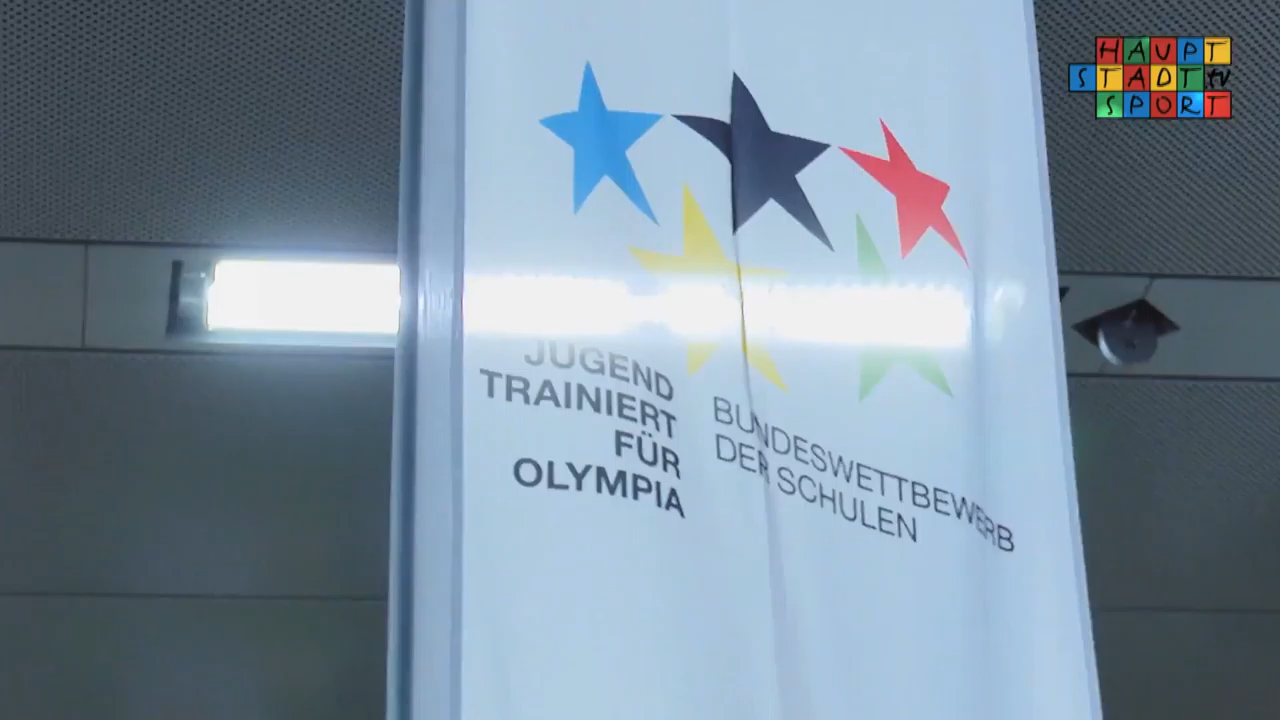 HAUPT
STADT tv
SPORT
JUGEND
TRAINIERT
FÜR
OLYMPIA
BUNDESWETTBEWERB
DER SCHULEN